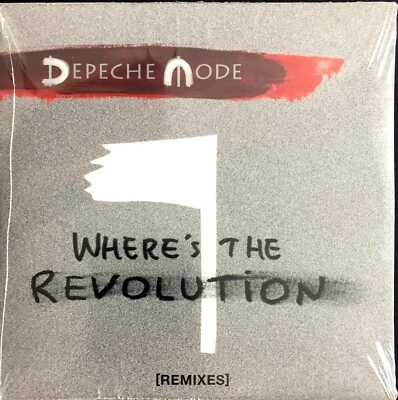 DEPECHE MODE
WHERE'S THE
REVOLUTION
[REMIXES]